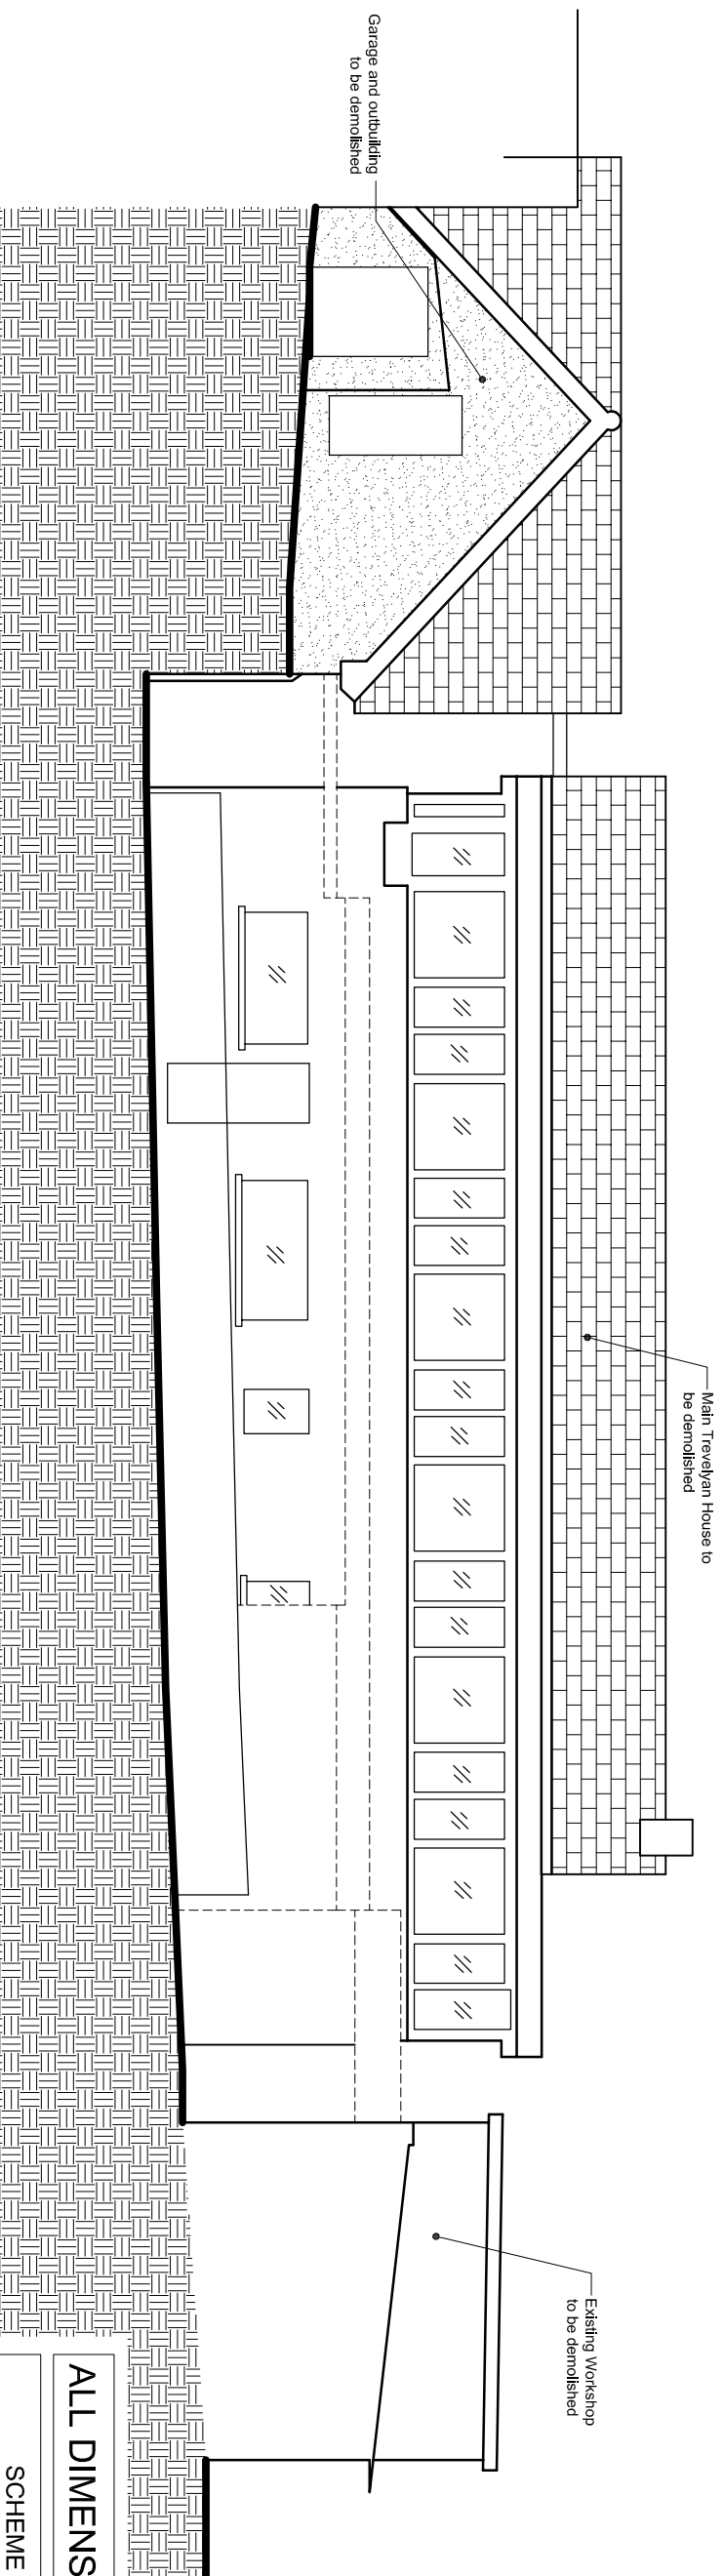 Garage and outbuilding
to be demolished
Main Trevelyan House to
be demolished
Existing Workshop
to be demolished
ALL DIMENS
SCHEME